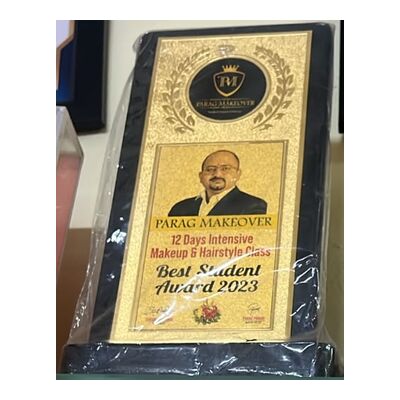 PM
PARAG MAKEOVER
PARAG MAKEOVER
12 Days Intensive
Makeup & Hairstyle Class
Best Student
Award 2023